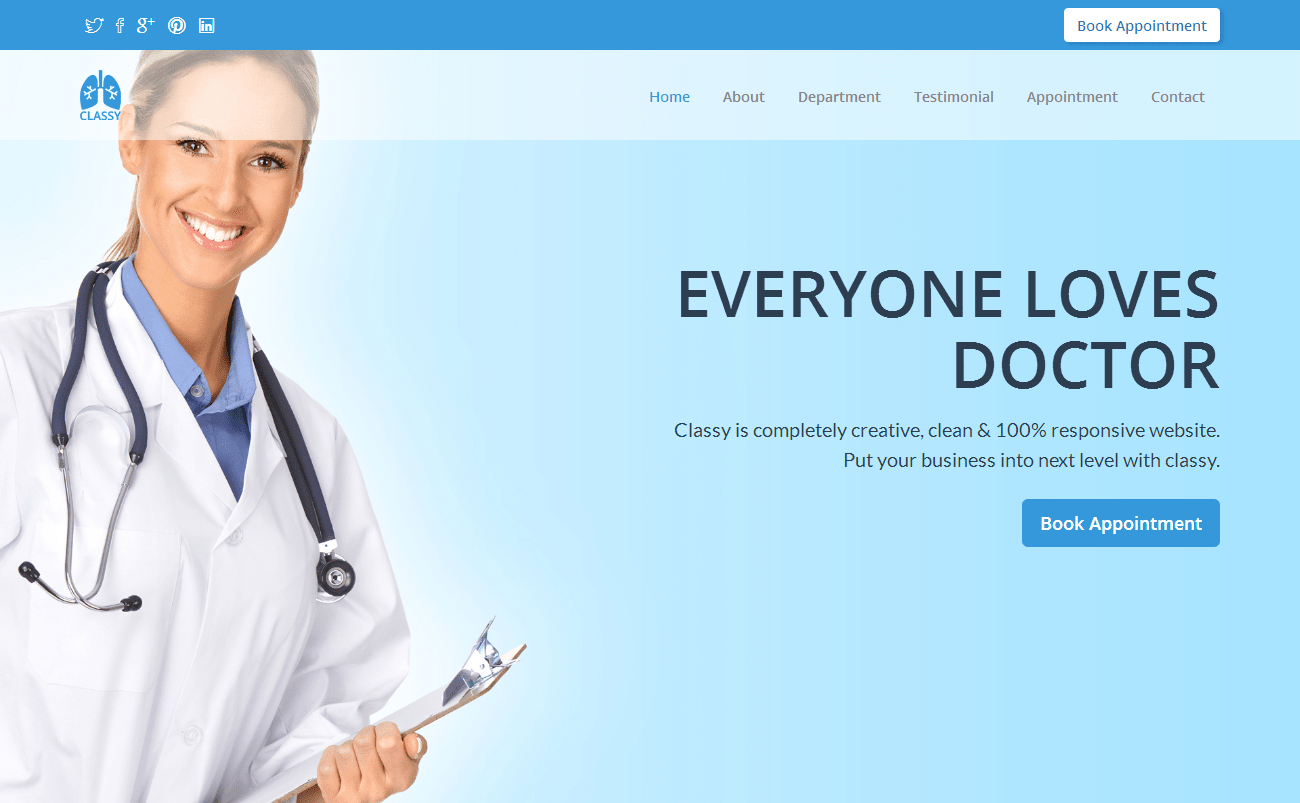 Book Appointment
CLASSY
Home About Department Testimonial Appointment Contact
EVERYONE LOVES
DOCTOR
Classy is completely creative, clean & 100% responsive website.
Put your business into next level with classy.
Book Appointment